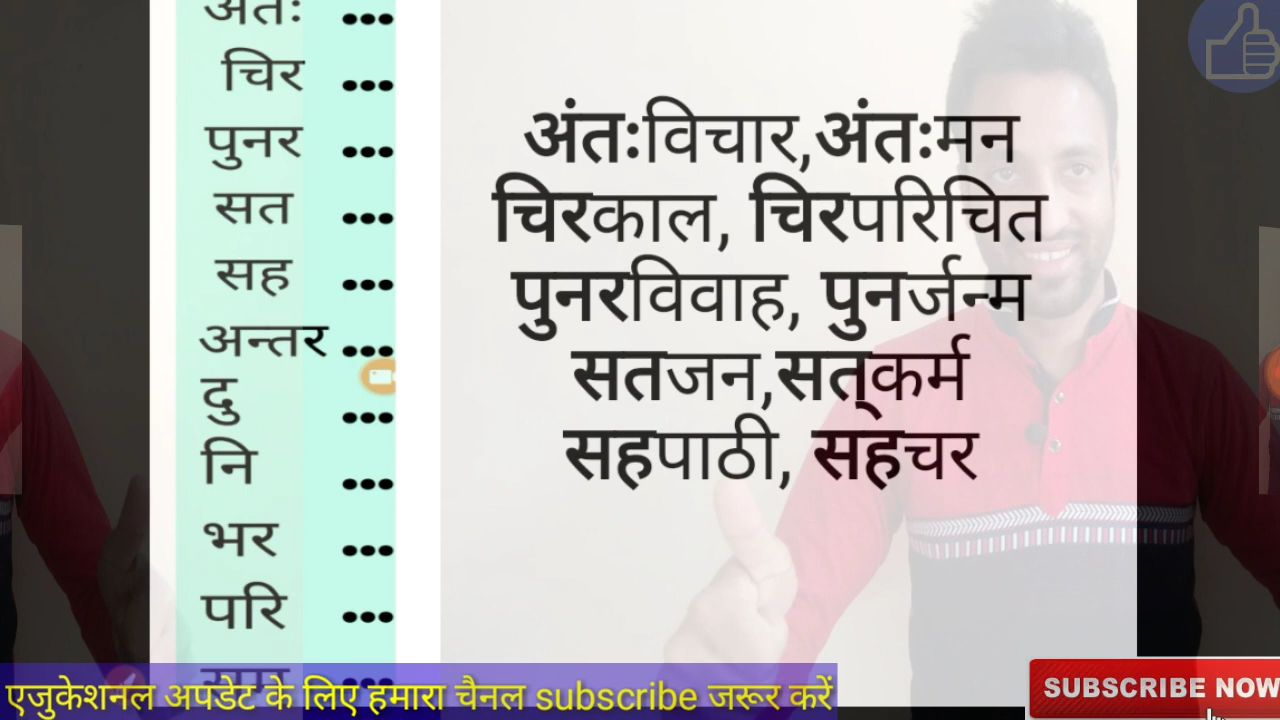 अंतः ...
चिर ...
पुनर ...
सत ...
सह ...
अन्तर ...
दु ...
नि ...
भर ...
परि ...
अंतःविचार,अंतःमन
चिरकाल, चिरपरिचित
पुनरविवाह, पुनर्जन्म
सतजन,सत्कर्म
सहपाठी, सहचर
एजुकेशनल अपडेट के लिए हमारा चैनल subscribe जरूर करें
SUBSCRIBE NOW